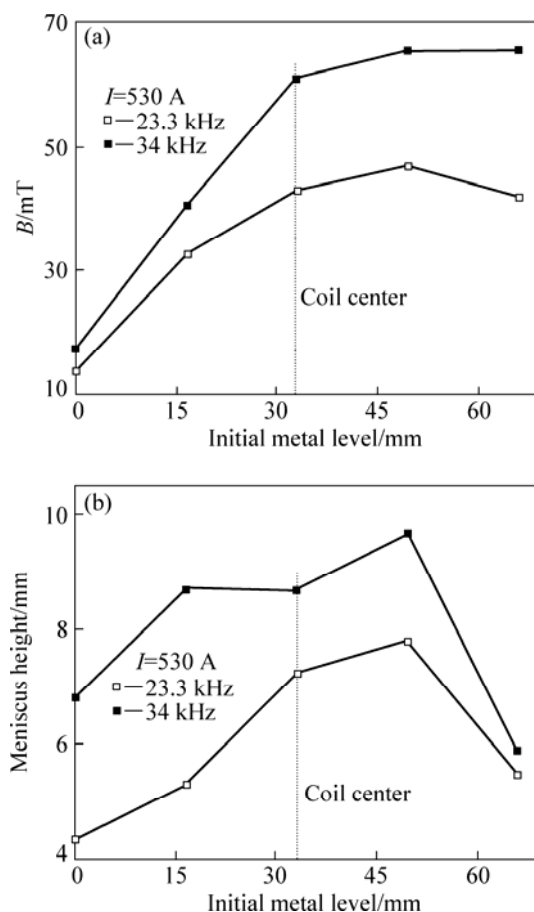 (a)
70
50
30
10
B/mT
I=530 A
□—23.3 kHz
■—34 kHz
Coil center
0 15 30 45 60
Initial metal level/mm
(b)
10
8
6
4
Meniscus height/mm
I=530 A
□—23.3 kHz
■—34 kHz
Coil center
0 15 30 45 60
Initial metal level/mm